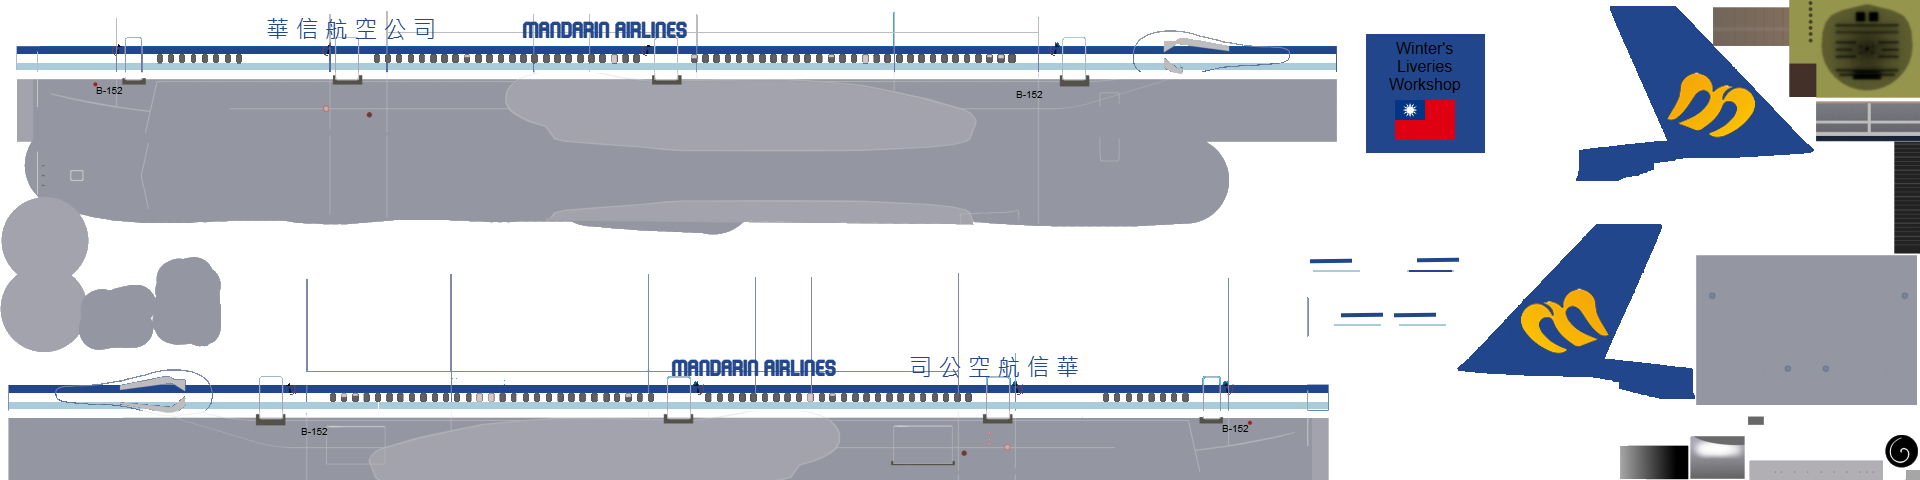 華信航空公司
MANDARIN AIRLINES
B-152
B-152
Winter's
Liveries
Workshop
MANDARIN AIRLINES
司公空航信華
B-152
B-152